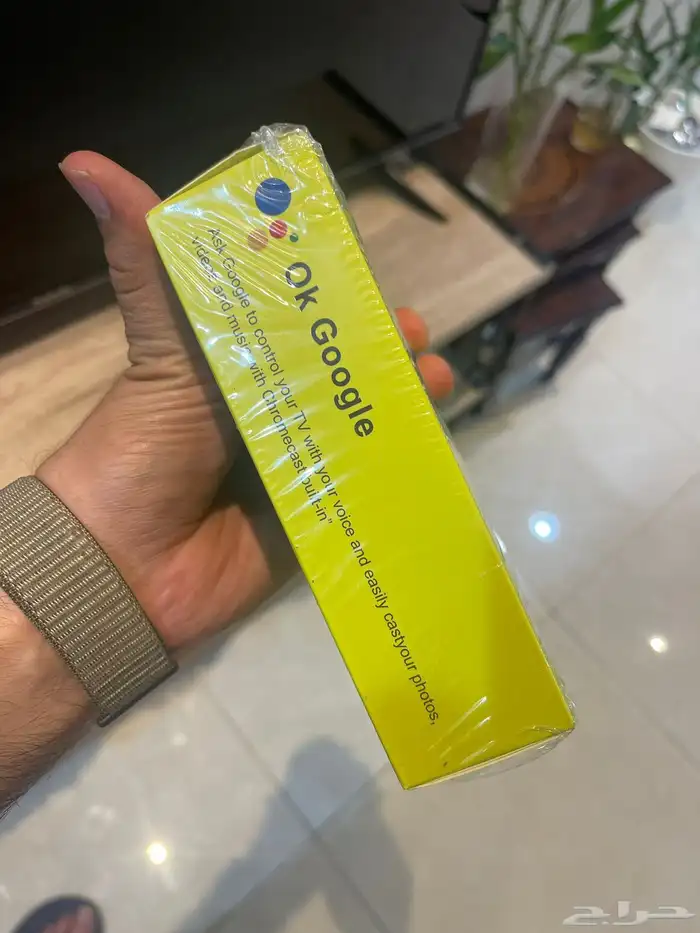 Ok Google
Ask Google to control your TV with your voice and easily castyour photos,
videos and music with Chromecast built-in"
حراج